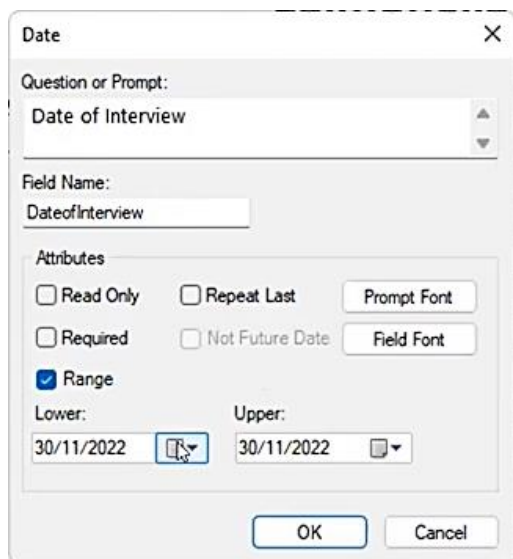 Date
Question or Prompt:
Date of Interview
Field Name:
DateofInterview
Attributes
Read Only Repeat Last Prompt Font
Required Not Future Date Field Font
Range
Lower: Upper:
30/11/2022 30/11/2022
OK Cancel